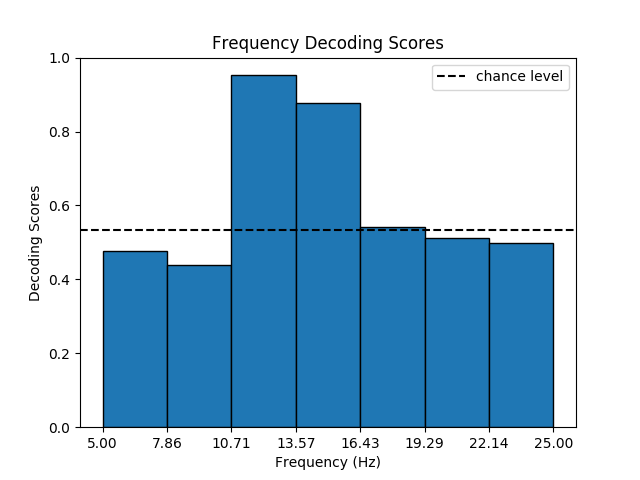 Frequency Decoding Scores
chance level
1.0
0.8
0.6
0.4
0.2
0.0
Decoding Scores
5.00 7.86 10.71 13.57 16.43 19.29 22.14 25.00
Frequency (Hz)